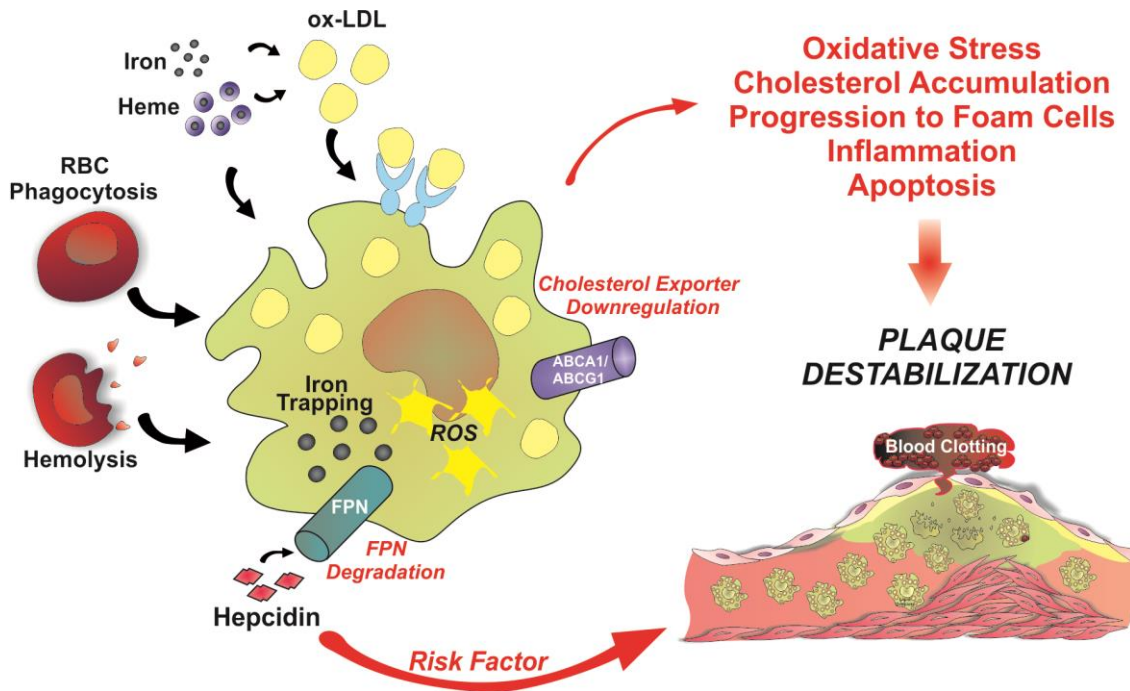 ox-LDL
Iron
Heme
RBC
Phagocytosis
Hemolysis
Iron
Trapping
ROS
FPN
FPN
Degradation
Hepcidin
Cholesterol Exporter
Downregulation
ABCA1/
ABCG1
Risk Factor
Oxidative Stress
Cholesterol Accumulation
Progression to Foam Cells
Inflammation
Apoptosis
PLAQUE
DESTABILIZATION
Blood Clotting